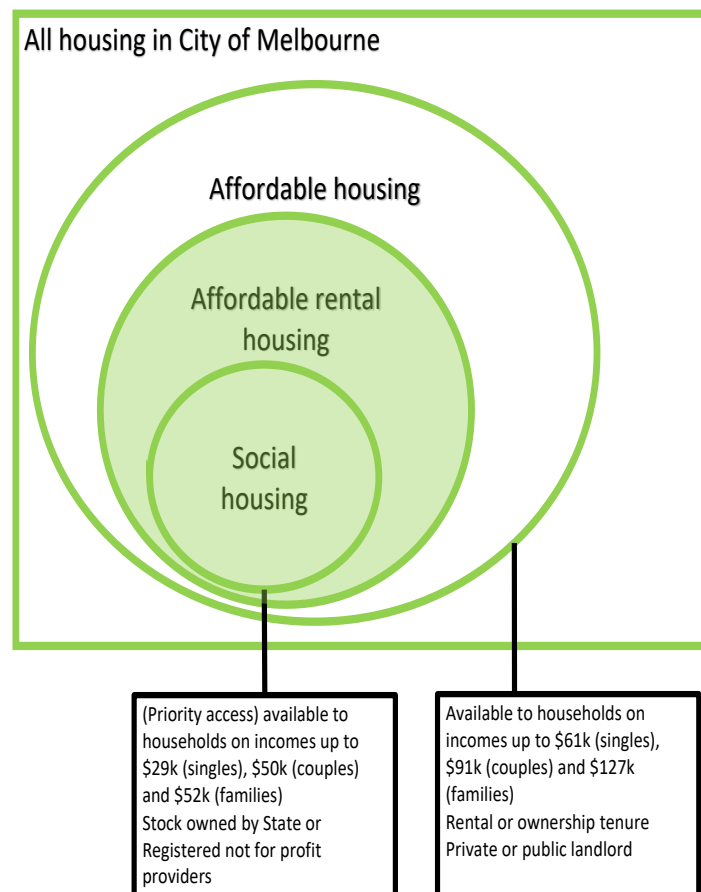 All housing in City of Melbourne
Affordable housing
Affordable rental
housing
Social
housing
(Priority access) available to
households on incomes up to
$29k (singles), $50k (couples)
and $52k (families)
Stock owned by State or
Registered not for profit
providers
Available to households on
incomes up to $61k (singles),
$91k (couples) and $127k
(families)
Rental or ownership tenure
Private or public landlord